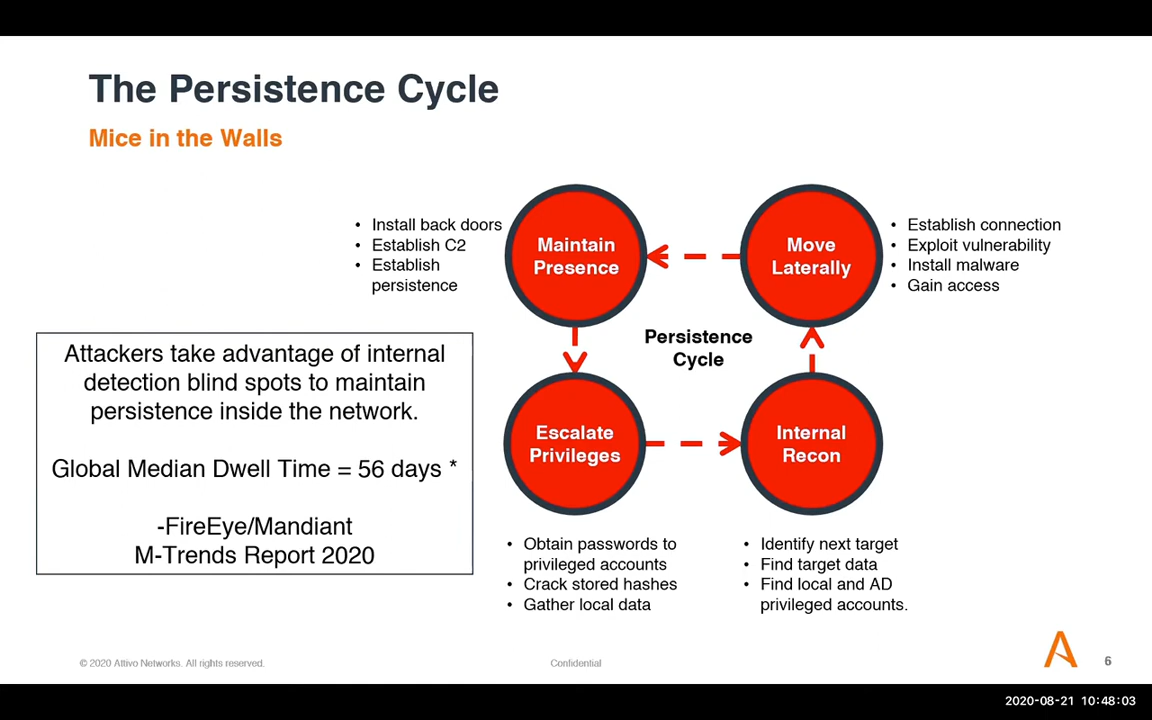 The Persistence Cycle
Mice in the Walls
• Install back doors
• Establish C2
• Establish
persistence
Maintain
Presence
Move
Laterally
• Establish connection
• Exploit vulnerability
• Install malware
• Gain access
Persistence
Cycle
Attackers take advantage of internal
detection blind spots to maintain
persistence inside the network.
Global Median Dwell Time = 56 days *
-FireEye/Mandiant
M-Trends Report 2020
Escalate
Privileges
Internal
Recon
• Obtain passwords to
privileged accounts
• Crack stored hashes
• Gather local data
• Identify next target
• Find target data
• Find local and AD
privileged accounts.
© 2020 Attivo Networks. All rights reserved.
Confidential
6
2020-08-21 10:48:03